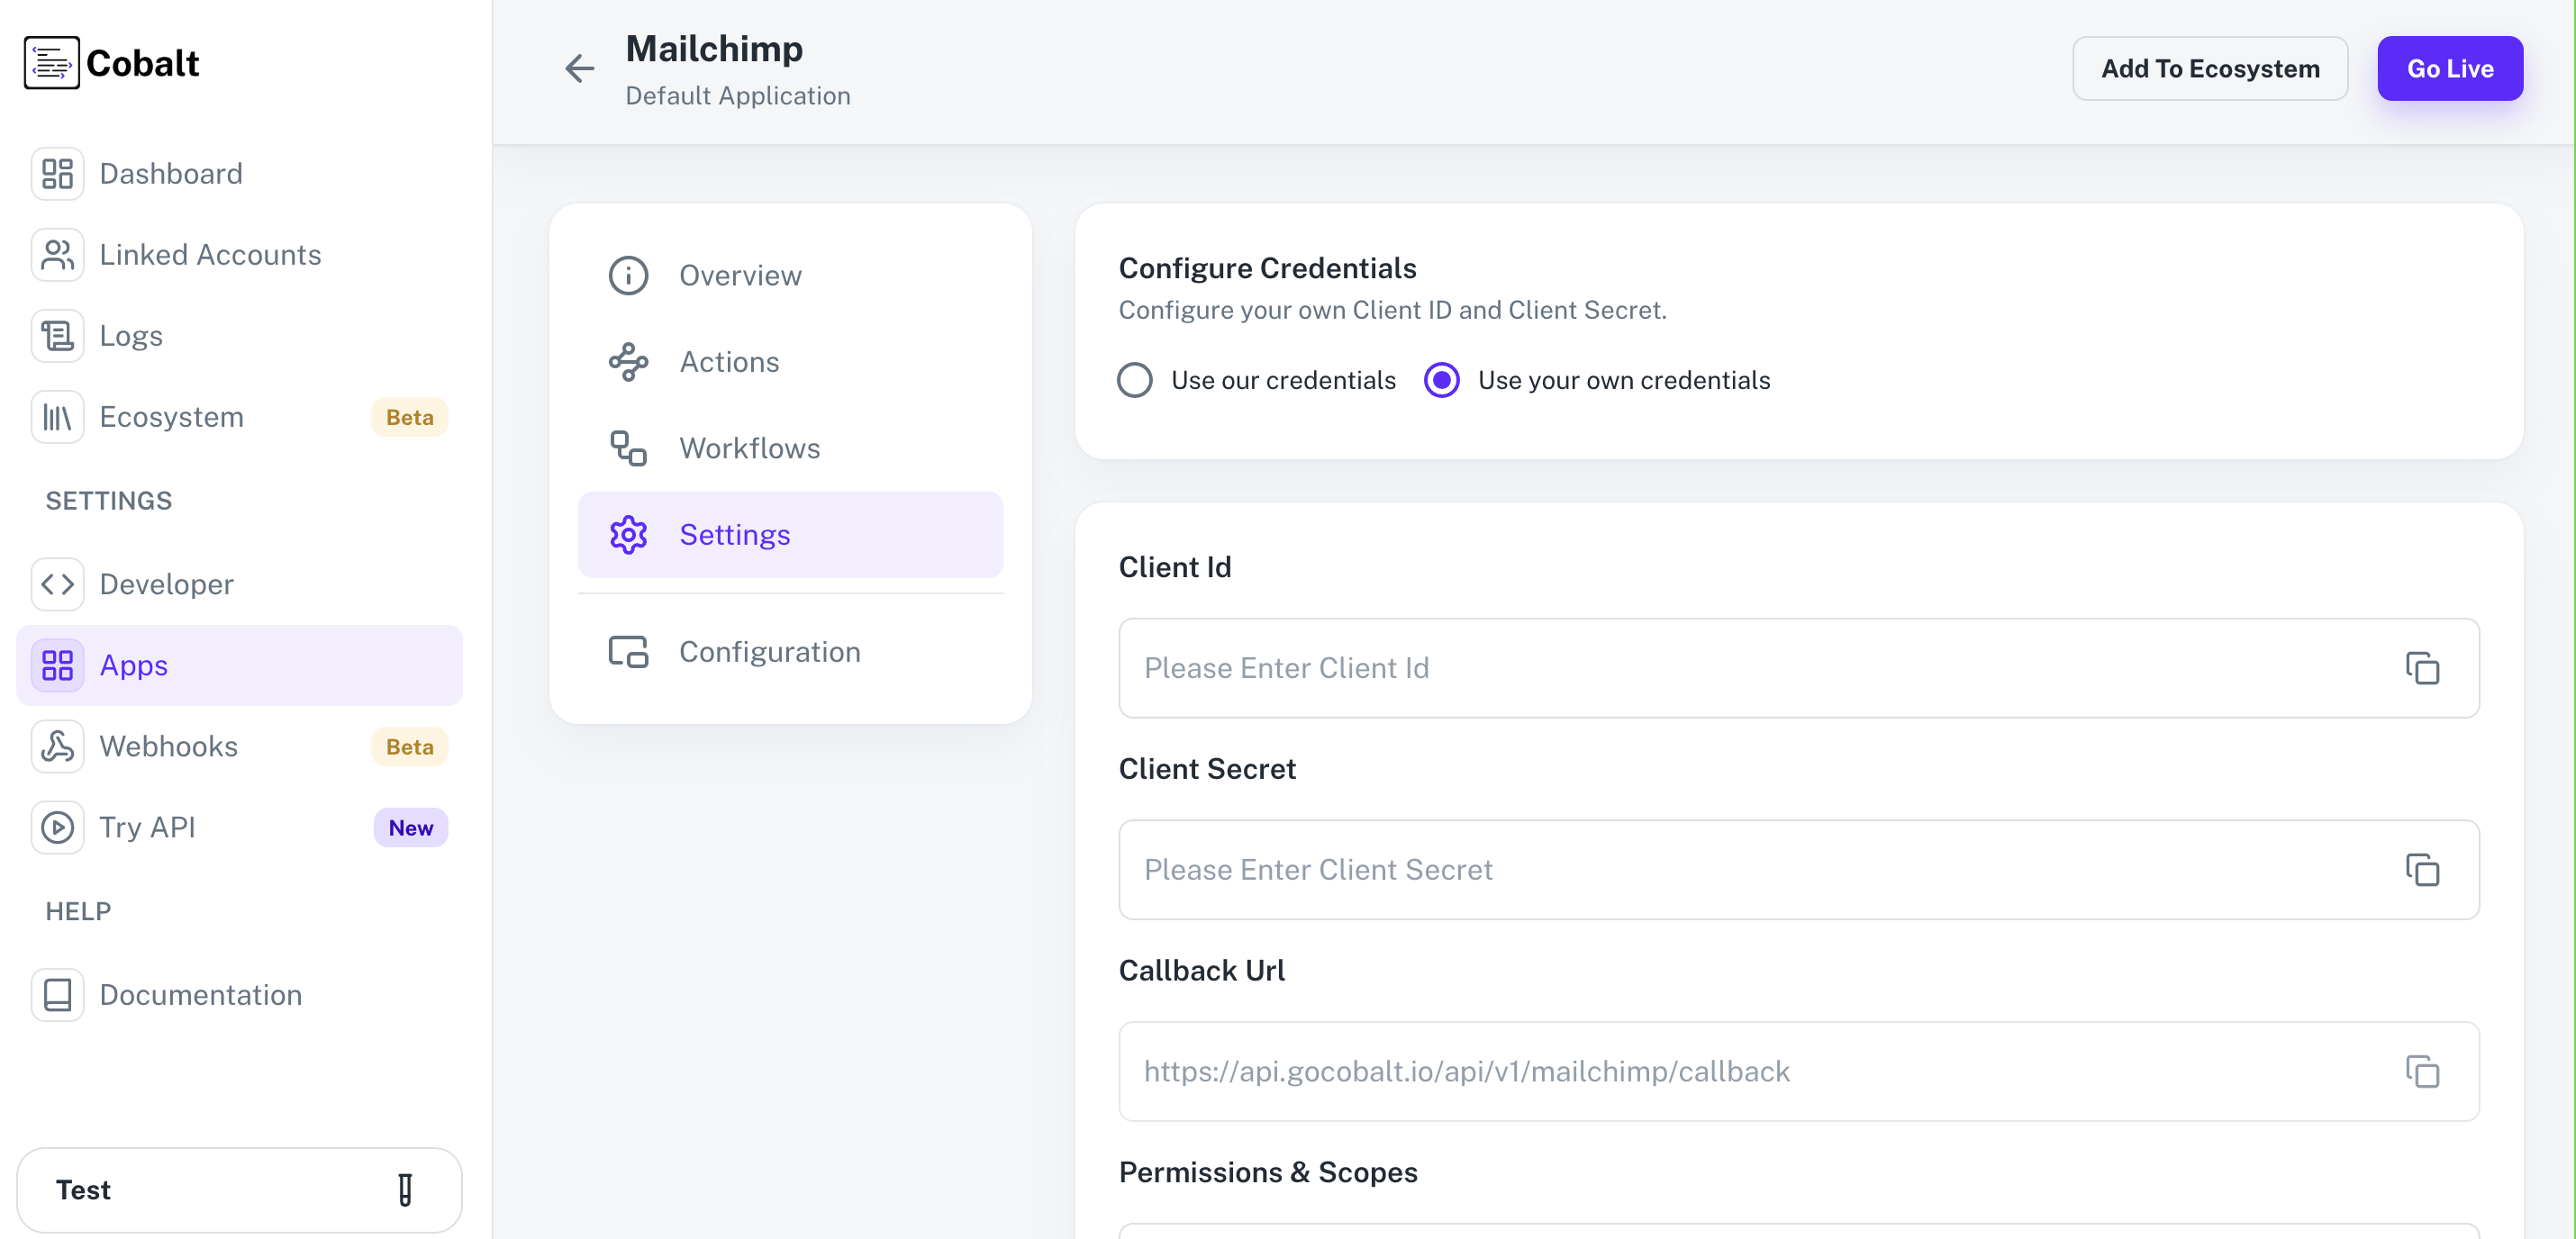 Cobalt
Dashboard
Linked Accounts
Logs
Ecosystem Beta
SETTINGS
Developer
Apps
Webhooks Beta
Try API New
HELP
Documentation
Test
Mailchimp
Default Application
Add To Ecosystem
Go Live
Overview
Actions
Workflows
Settings
Configuration
Configure Credentials
Configure your own Client ID and Client Secret.
Use our credentials Use your own credentials
Client Id
Please Enter Client Id
Client Secret
Please Enter Client Secret
Callback Url
https://api.gocobalt.io/api/v1/mailchimp/callback
Permissions & Scopes